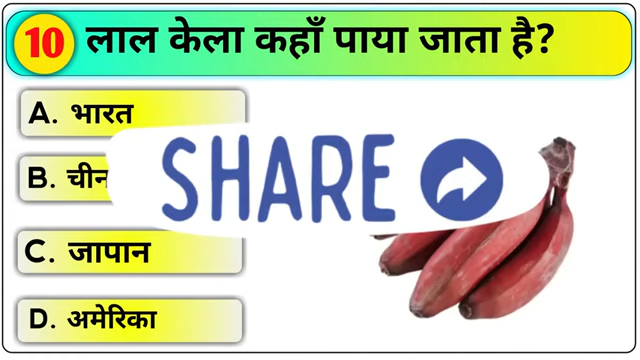 10 लाल केला कहाँ पाया जाता है?
A. भारत
B. चीन
SHARE
C. जापान
D. अमेरिका